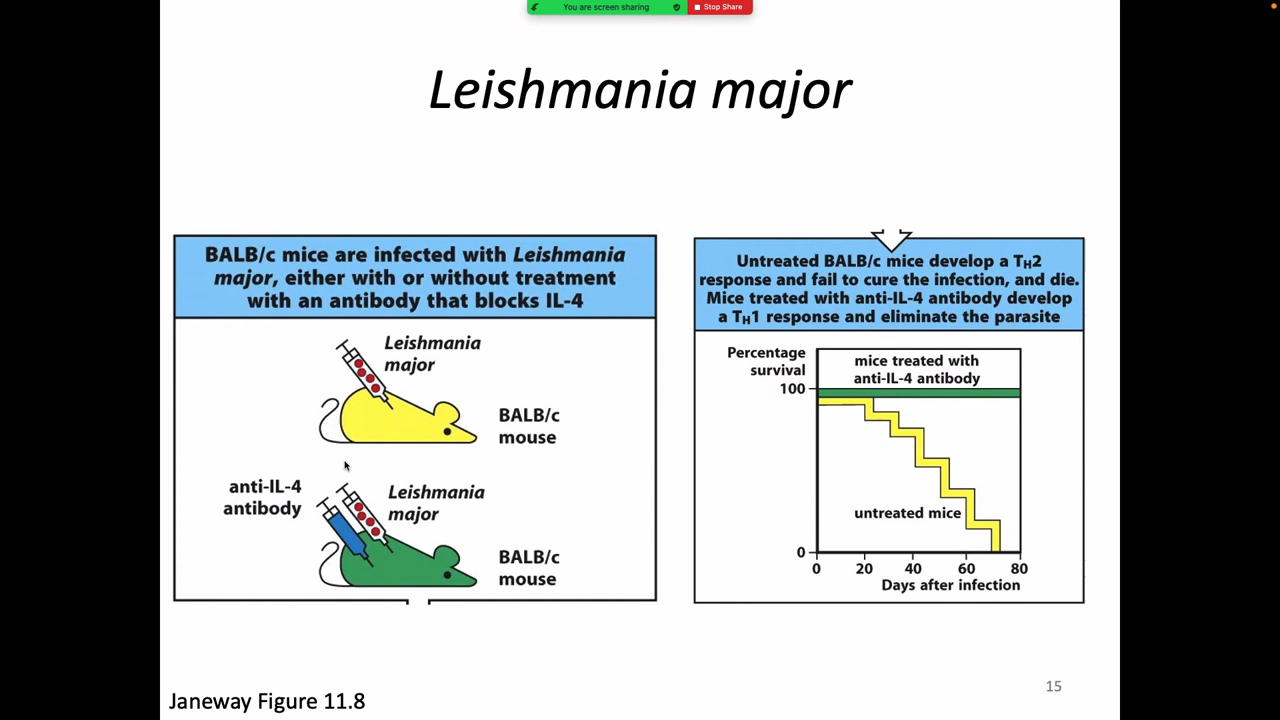 You are screen sharing
Stop Share
Leishmania major
BALB/c mice are infected with Leishmania
major, either with or without treatment
with an antibody that blocks IL-4
Leishmania
major
BALB/c
mouse
anti-IL-4
antibody
Leishmania
major
BALB/c
mouse
Untreated BALB/c mice develop a TH2
response and fail to cure the infection, and die.
Mice treated with anti-IL-4 antibody develop
a TH1 response and eliminate the parasite
Percentage
survival
100
0
mice treated with
anti-IL-4 antibody
untreated mice
0 20 40 60 80
Days after infection
Janeway Figure 11.8
15